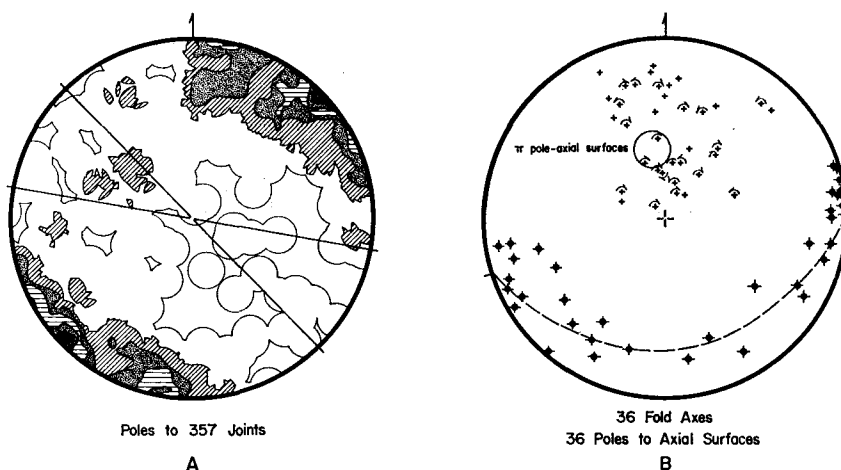 Poles to 357 Joints
A
π pole-axial surfaces
36 Fold Axes
36 Poles to Axial Surfaces
B